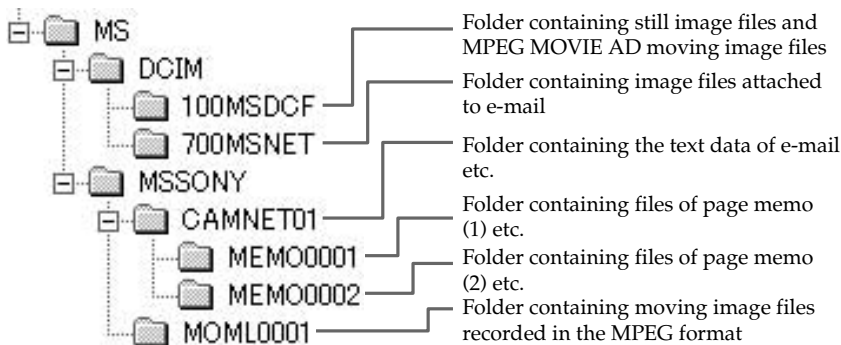 MS
DCIM
100MSDCF
700MSNET
MSSONY
CAMNET01
MEMO0001
MEMO0002
MOML0001
Folder containing still image files and
MPEG MOVIE AD moving image files
Folder containing image files attached
to e-mail
Folder containing the text data of e-mail
etc.
Folder containing files of page memo
(1) etc.
Folder containing files of page memo
(2) etc.
Folder containing moving image files
recorded in the MPEG format